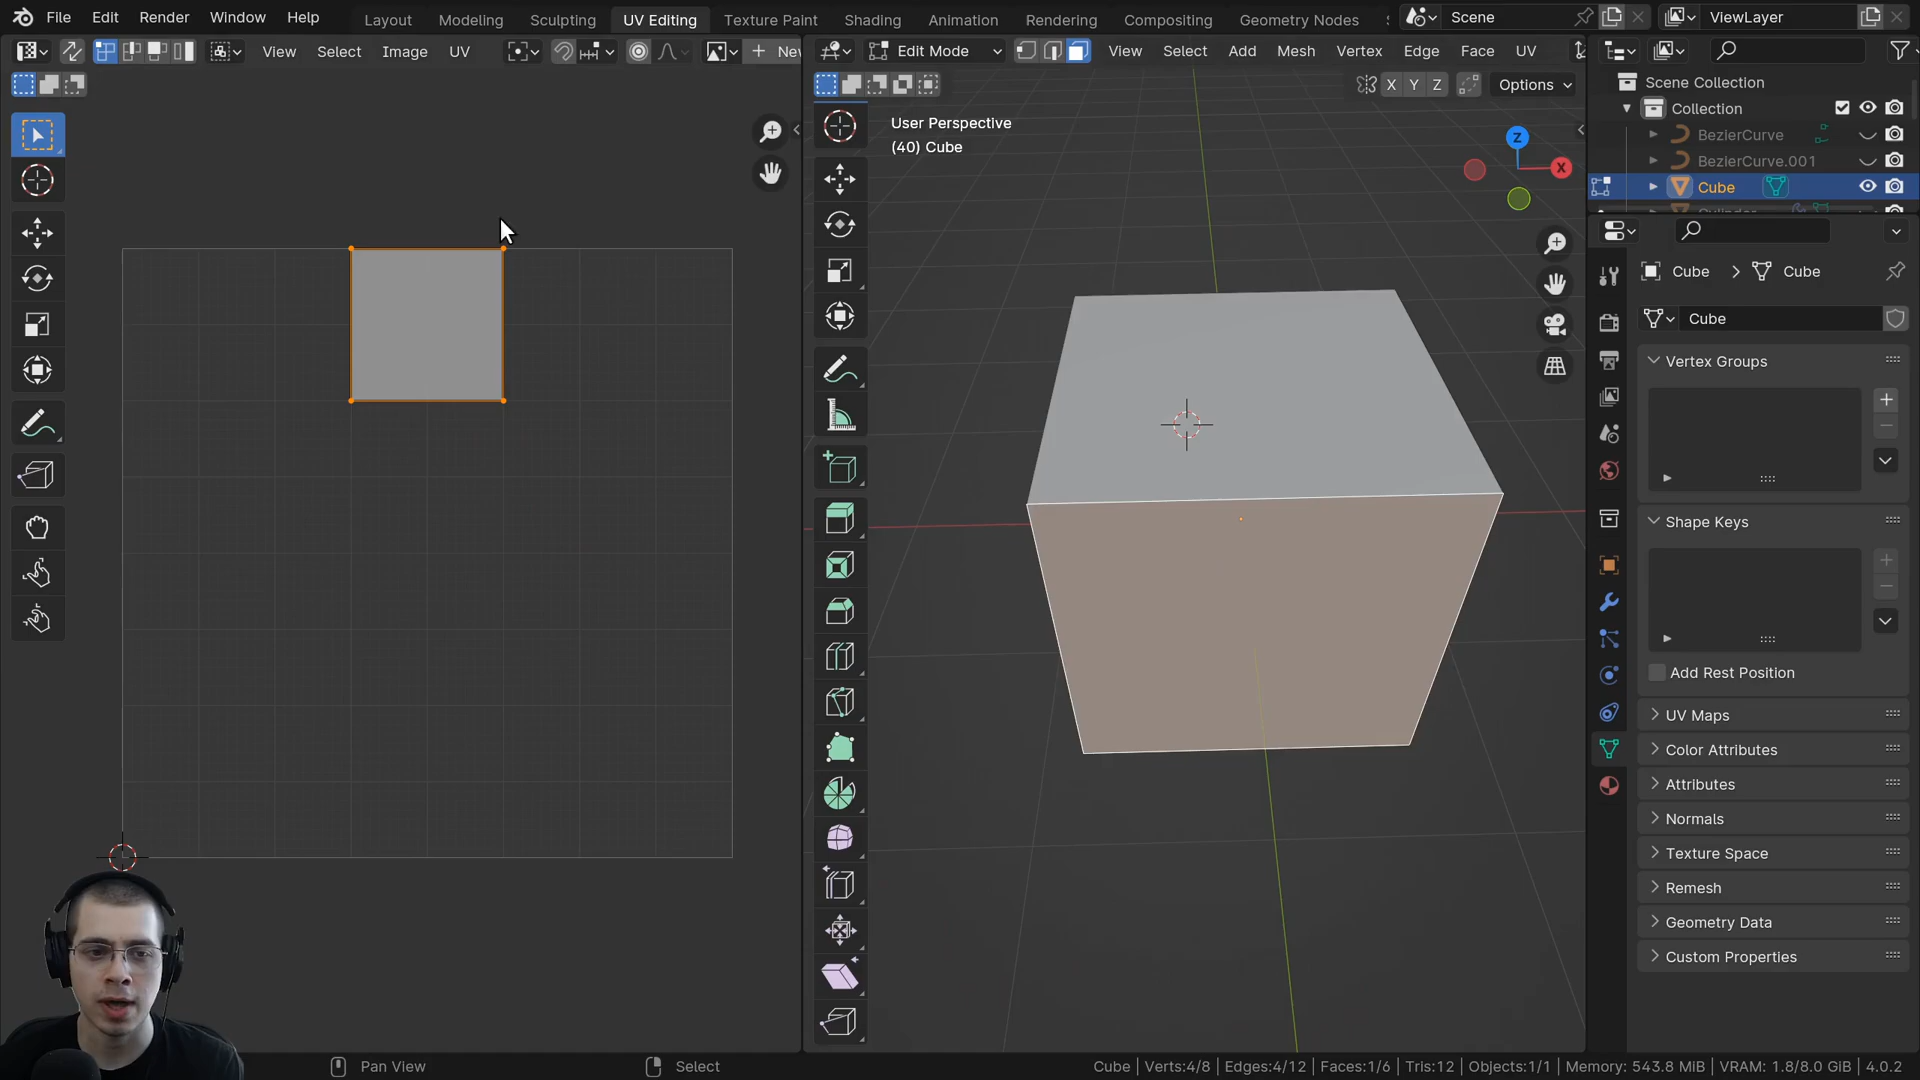 File Edit Render Window Help Layout Modeling Sculpting UV Editing Texture Paint Shading Animation Rendering Compositing Geometry Nodes Scene ViewLayer
View Select Image UV New Edit Mode View Select Add Mesh Vertex Edge Face UV
X Y Z Options
Scene Collection
Collection
User Perspective
(40) Cube
BezierCurve
BezierCurve.001
Cube
Cylinder
Z
X
Cube > Cube
Cube
Vertex Groups
Shape Keys
Add Rest Position
UV Maps
Color Attributes
Attributes
Normals
Texture Space
Remesh
Geometry Data
Custom Properties
Pan View Select Cube | Verts:4/8 | Edges:4/12 | Faces:1/6 | Tris:12 | Objects:1/1 | Memory: 543.8 MiB | VRAM: 1.8/8.0 GiB | 4.0.2